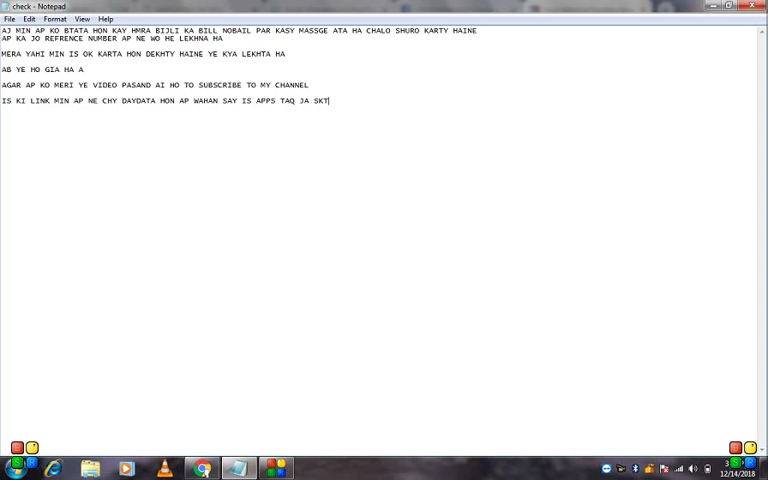 check - Notepad
File Edit Format View Help
AJ MIN AP KO BTATA HON KAY HMRA BIJLI KA BILL NOBAIL PAR KASY MASSGE ATA HA CHALO SHURO KARTY HAINE
AP KA JO REFRENCE NUMBER AP NE WO HE LEKHNA HA
MERA YAHI MIN IS OK KARTA HON DEKHTY HAINE YE KYA LEKHTA HA
AB YE HO GIA HA A
AGAR AP KO MERI YE VIDEO PASAND AI HO TO SUBSCRIBE TO MY CHANNEL
IS KI LINK MIN AP NE CHY DAYDATA HON AP WAHAN SAY IS APPS TAQ JA SKT
S R
S R
12/14/2018